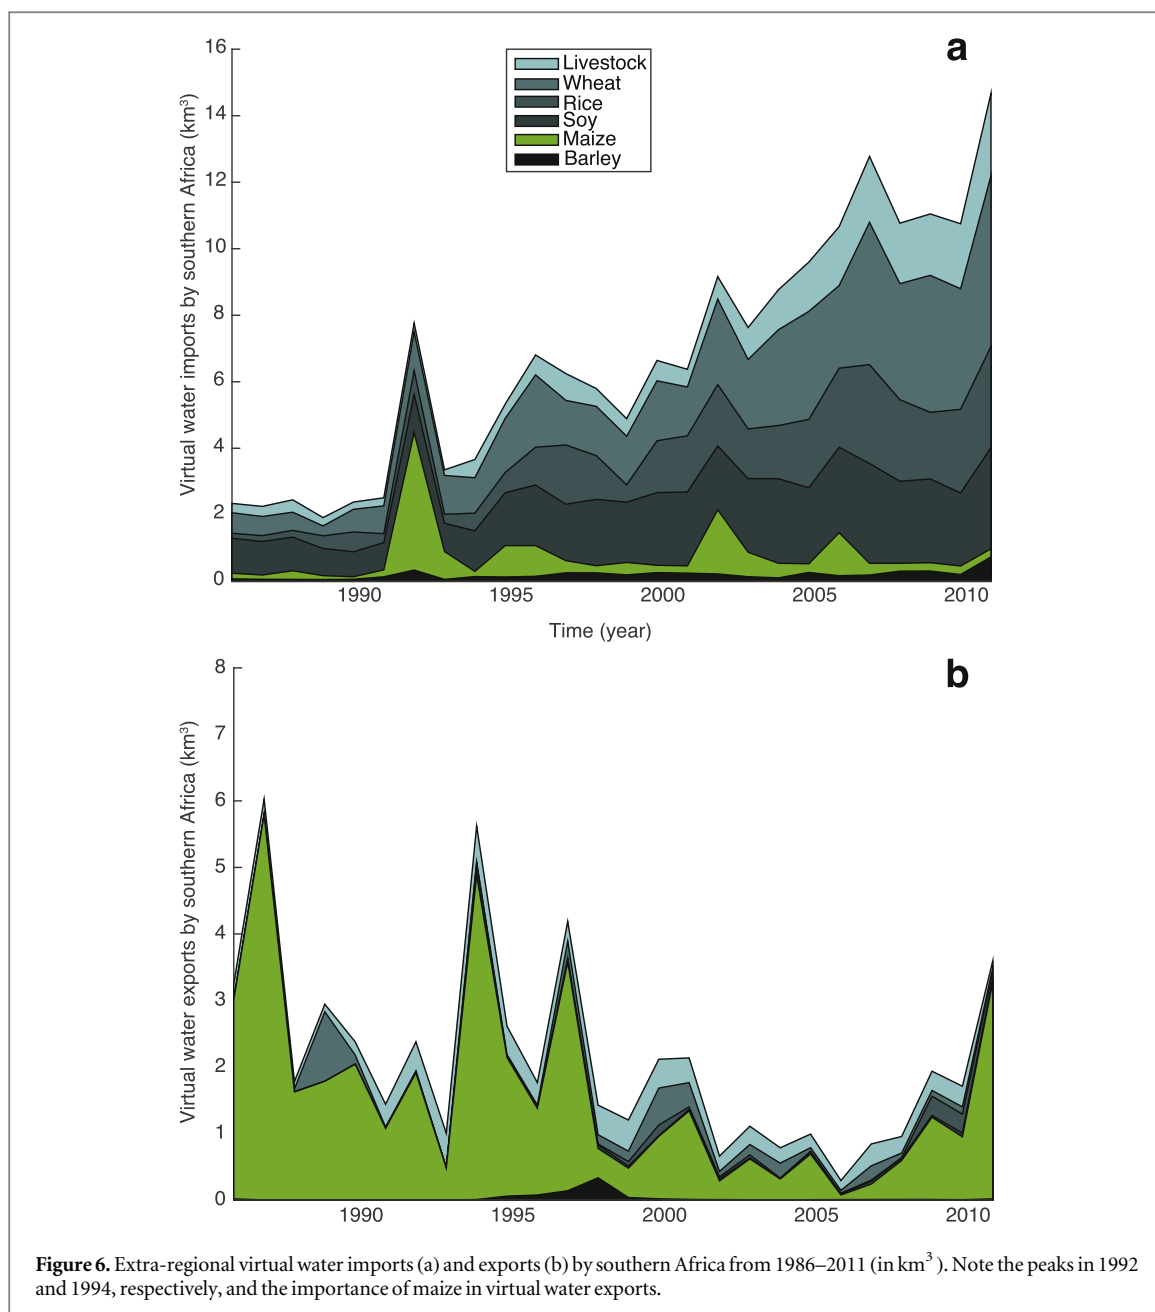 a
16
14
12
10
8
6
4
2
0
Virtual water imports by southern Africa (km³)
Livestock
Wheat
Rice
Soy
Maize
Barley
1990 1995 2000 2005 2010
Time (year)
b
8
7
6
5
4
3
2
1
0
Virtual water exports by southern Africa (km³)
1990 1995 2000 2005 2010
Figure 6. Extra-regional virtual water imports (a) and exports (b) by southern Africa from 1986–2011 (in km³ ). Note the peaks in 1992
and 1994, respectively, and the importance of maize in virtual water exports.